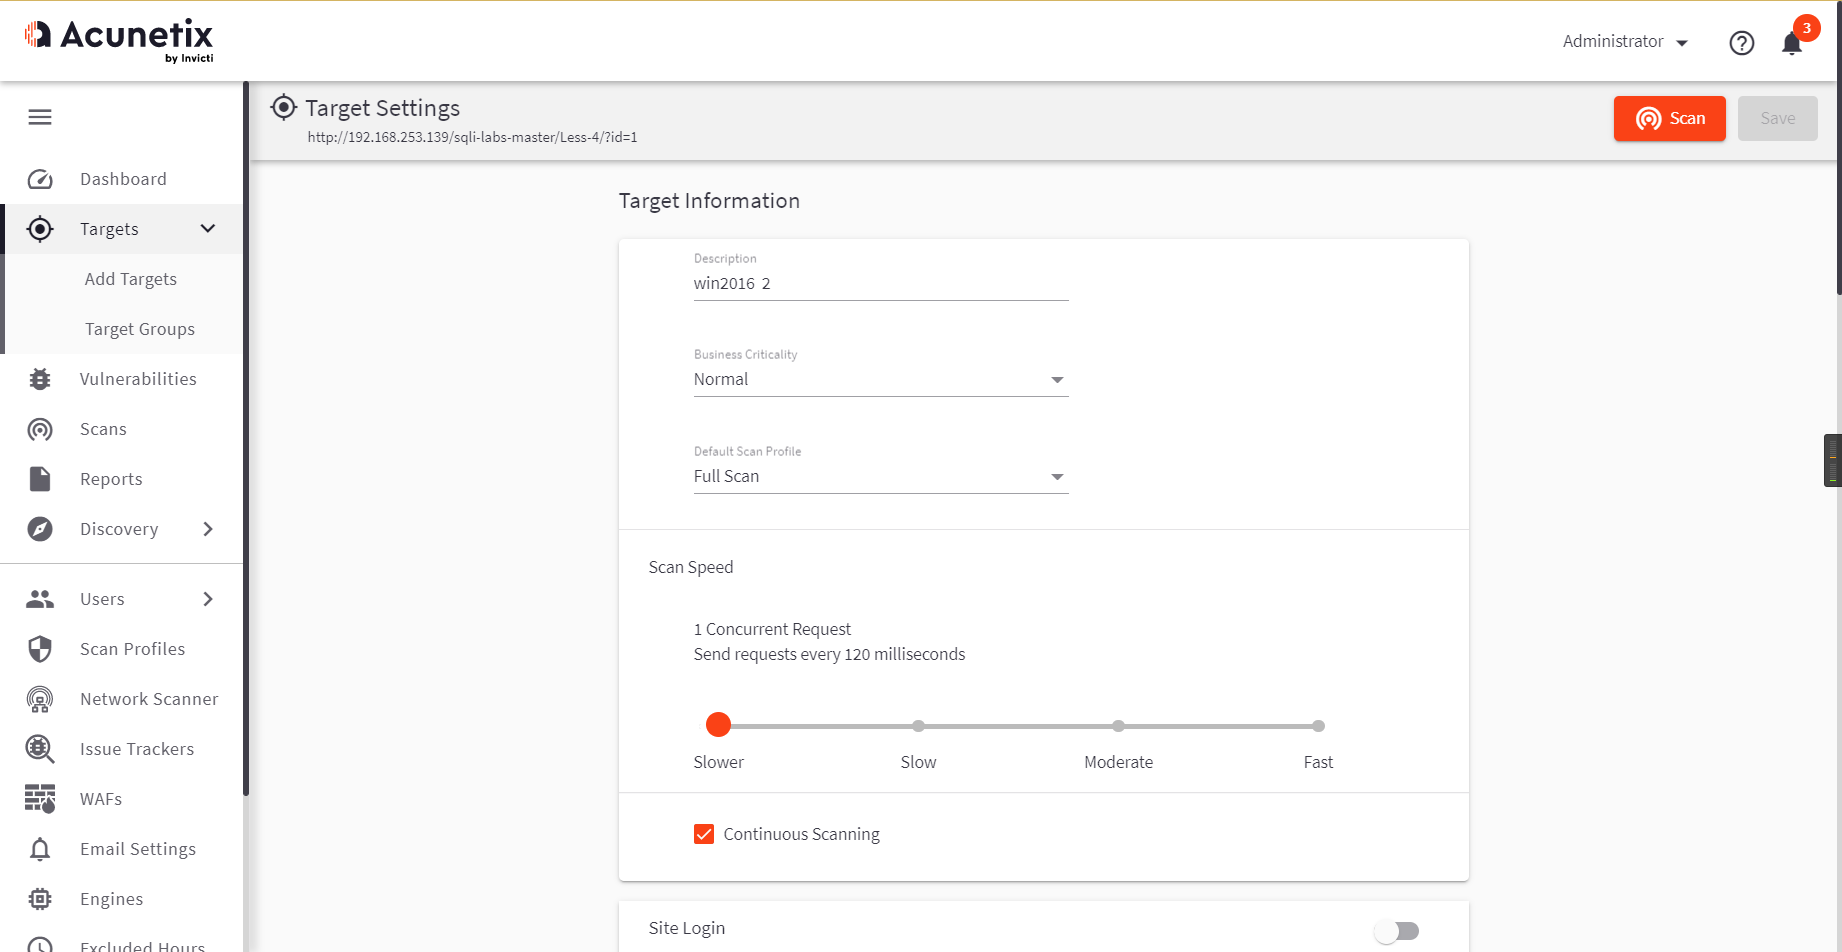 Acunetix
by Invicti
Administrator
3
Target Settings
http://192.168.253.139/sqli-labs-master/Less-4/?id=1
Scan
Save
Dashboard
Targets
Add Targets
Target Groups
Vulnerabilities
Scans
Reports
Discovery
Users
Scan Profiles
Network Scanner
Issue Trackers
WAFs
Email Settings
Engines
Excluded Hours
Target Information
Description
win2016 2
Business Criticality
Normal
Default Scan Profile
Full Scan
Scan Speed
1 Concurrent Request
Send requests every 120 milliseconds
Slower
Slow
Moderate
Fast
Continuous Scanning
Site Login